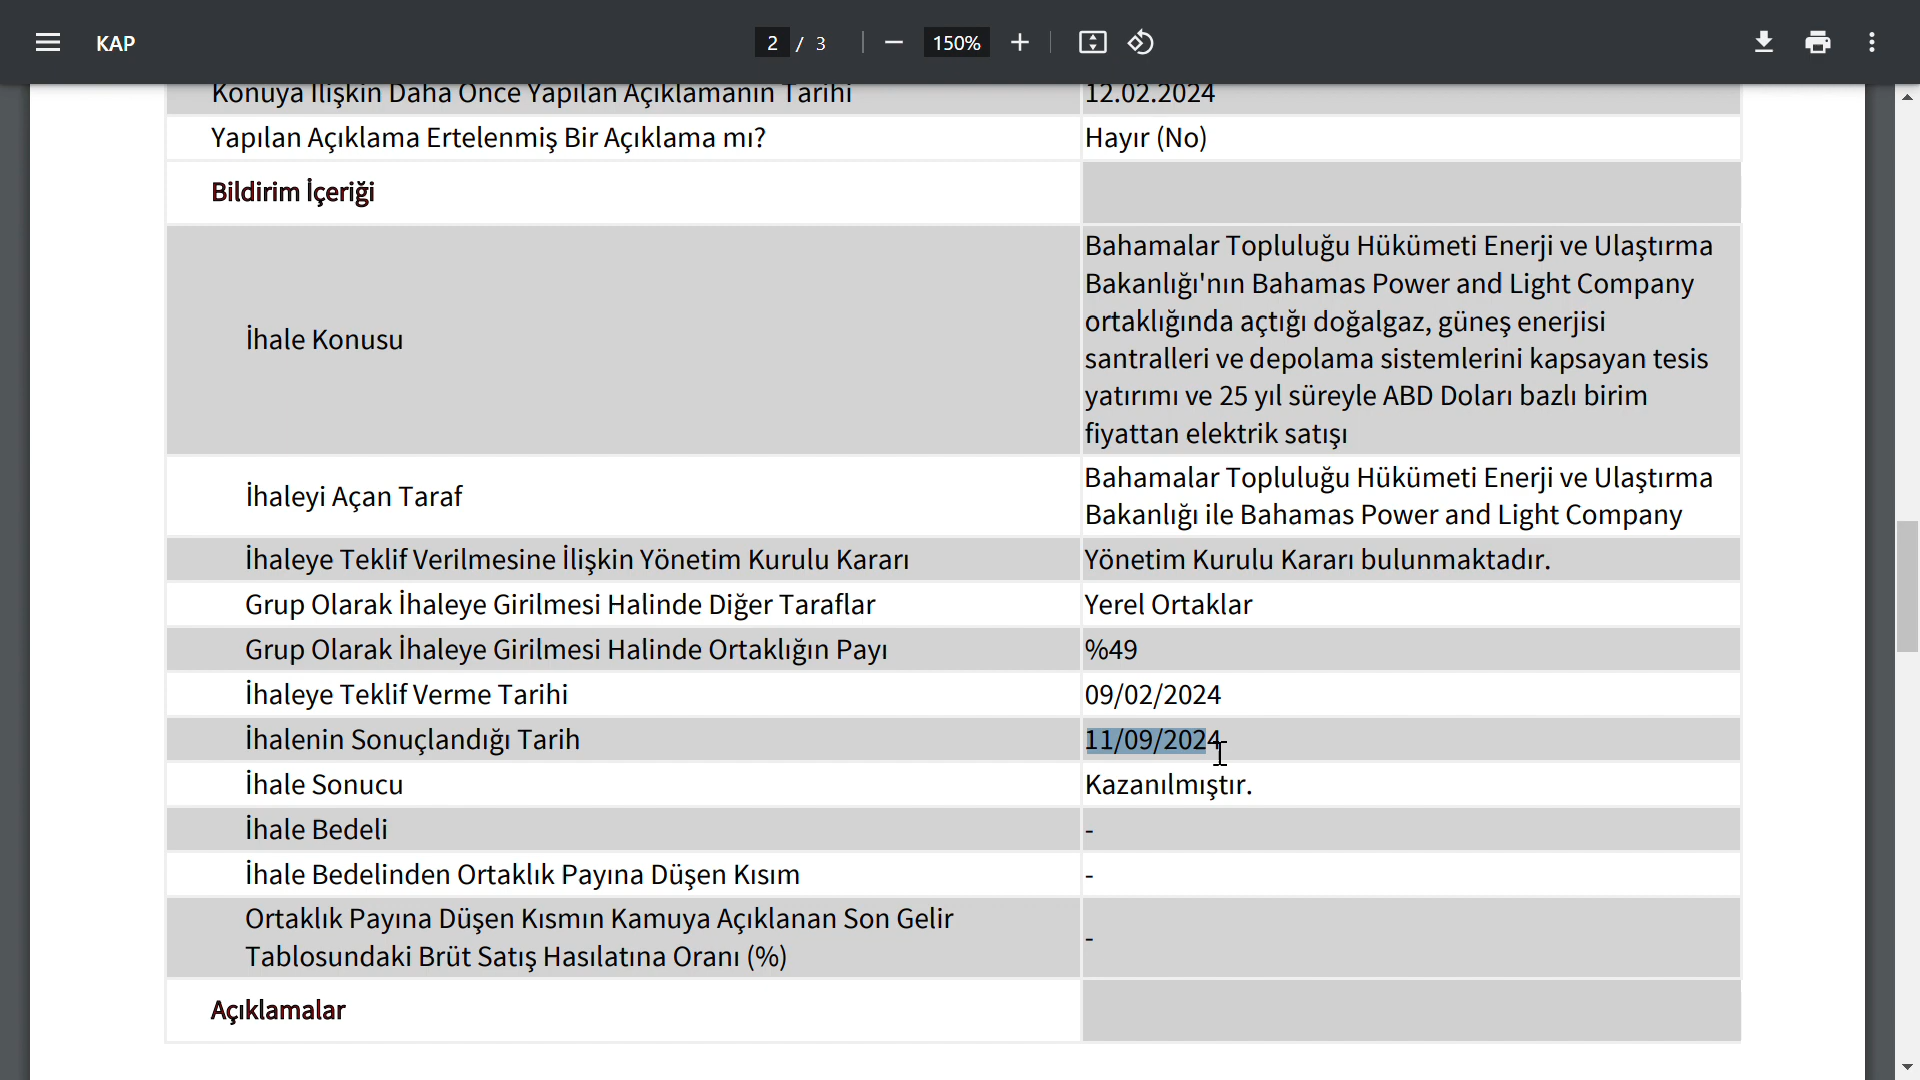 KAP
2 / 3
150%
Konuya İlişkin Daha Önce Yapılan Açıklamanın Tarihi
12.02.2024
Yapılan Açıklama Ertelenmiş Bir Açıklama mı?
Hayır (No)
Bildirim İçeriği
İhale Konusu
Bahamalar Topluluğu Hükümeti Enerji ve Ulaştırma
Bakanlığı'nın Bahamas Power and Light Company
ortaklığında açtığı doğalgaz, güneş enerjisi
santralleri ve depolama sistemlerini kapsayan tesis
yatırımı ve 25 yıl süreyle ABD Doları bazlı birim
fiyattan elektrik satışı
İhaleyi Açan Taraf
Bahamalar Topluluğu Hükümeti Enerji ve Ulaştırma
Bakanlığı ile Bahamas Power and Light Company
İhaleye Teklif Verilmesine İlişkin Yönetim Kurulu Kararı
Yönetim Kurulu Kararı bulunmaktadır.
Grup Olarak İhaleye Girilmesi Halinde Diğer Taraflar
Yerel Ortaklar
Grup Olarak İhaleye Girilmesi Halinde Ortaklığın Payı
%49
İhaleye Teklif Verme Tarihi
09/02/2024
İhalenin Sonuçlandığı Tarih
11/09/2024
İhale Sonucu
Kazanılmıştır.
İhale Bedeli
-
İhale Bedelinden Ortaklık Payına Düşen Kısım
-
Ortaklık Payına Düşen Kısmın Kamuya Açıklanan Son Gelir
Tablosundaki Brüt Satış Hasılatına Oranı (%)
-
Açıklamalar